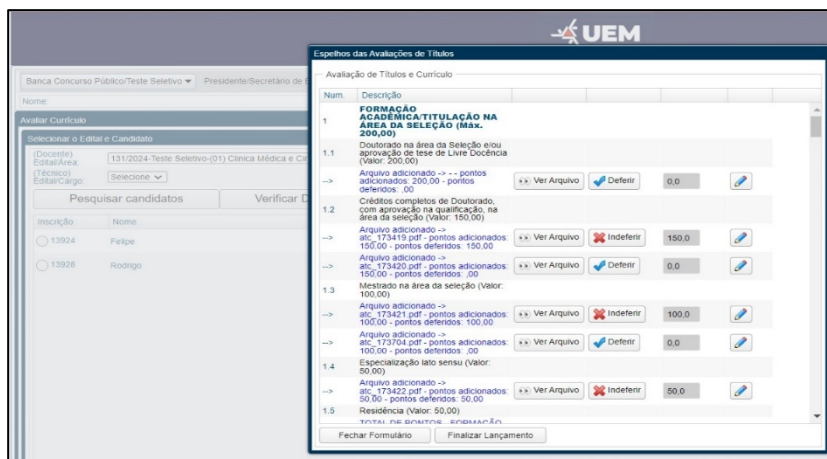 UEM
Espelhos das Avaliações de Títulos
Banca Concurso Público/Teste Seletivo
Presidente/Secretário de
Nome:
Avaliar Currículo
Selecionar o Edital e Candidato
(Docente)
Edital/Área:
131/2024-Teste Seletivo-(01) Clínica Médica e
(Técnico)
Edital/Cargo:
Selecione
Pesquisar candidatos
Verificar D
Inscrição Nome
13924 Felipe
13926 Rodrigo
Avaliação de Títulos e Currículo
Num. Descrição
1
FORMAÇÃO
ACADÊMICA/TITULAÇÃO NA
ÁREA DA SELEÇÃO (Máx.
200,00)
1.1
Doutorado na área da Seleção e/ou
aprovação de tese de Livre Docência
(Valor: 200,00)
-->
Arquivo adicionado -> - - pontos
adicionados: 200,00 - pontos
deferidos: ,00
Ver Arquivo Deferir 0,0
1.2
Créditos completos de Doutorado,
com aprovação na qualificação, na
área da seleção (Valor: 150,00)
-->
Arquivo adicionado ->
atc_173419.pdf - pontos adicionados:
150,00 - pontos deferidos: 150,00
Ver Arquivo Indeferir 150,0
-->
Arquivo adicionado ->
atc_173420.pdf - pontos adicionados:
150,00 - pontos deferidos: ,00
Ver Arquivo Deferir 0,0
1.3
Mestrado na área da seleção (Valor:
100,00)
-->
Arquivo adicionado ->
atc_173421.pdf - pontos adicionados:
100,00 - pontos deferidos: 100,00
Ver Arquivo Indeferir 100,0
-->
Arquivo adicionado ->
atc_173704.pdf - pontos adicionados:
100,00 - pontos deferidos: ,00
Ver Arquivo Deferir 0,0
1.4
Especialização lato sensu (Valor:
50,00)
-->
Arquivo adicionado ->
atc_173422.pdf - pontos adicionados:
50,00 - pontos deferidos: 50,00
Ver Arquivo Indeferir 50,0
1.5 Residência (Valor: 50,00)
TOTAL DE PONTOS - FORMAÇÃO
Fechar Formulário Finalizar Lançamento